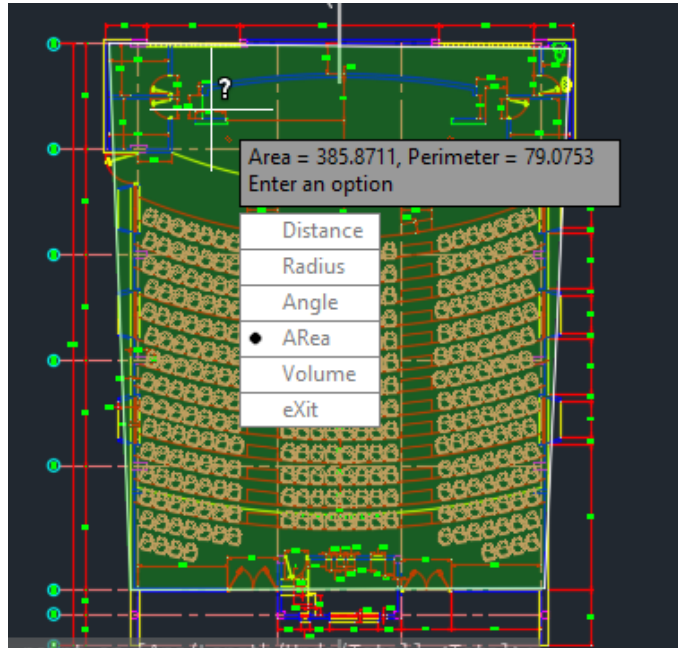 ?
Area = 385.8711, Perimeter = 79.0753
Enter an option
Distance
Radius
Angle
ARea
Volume
eXit